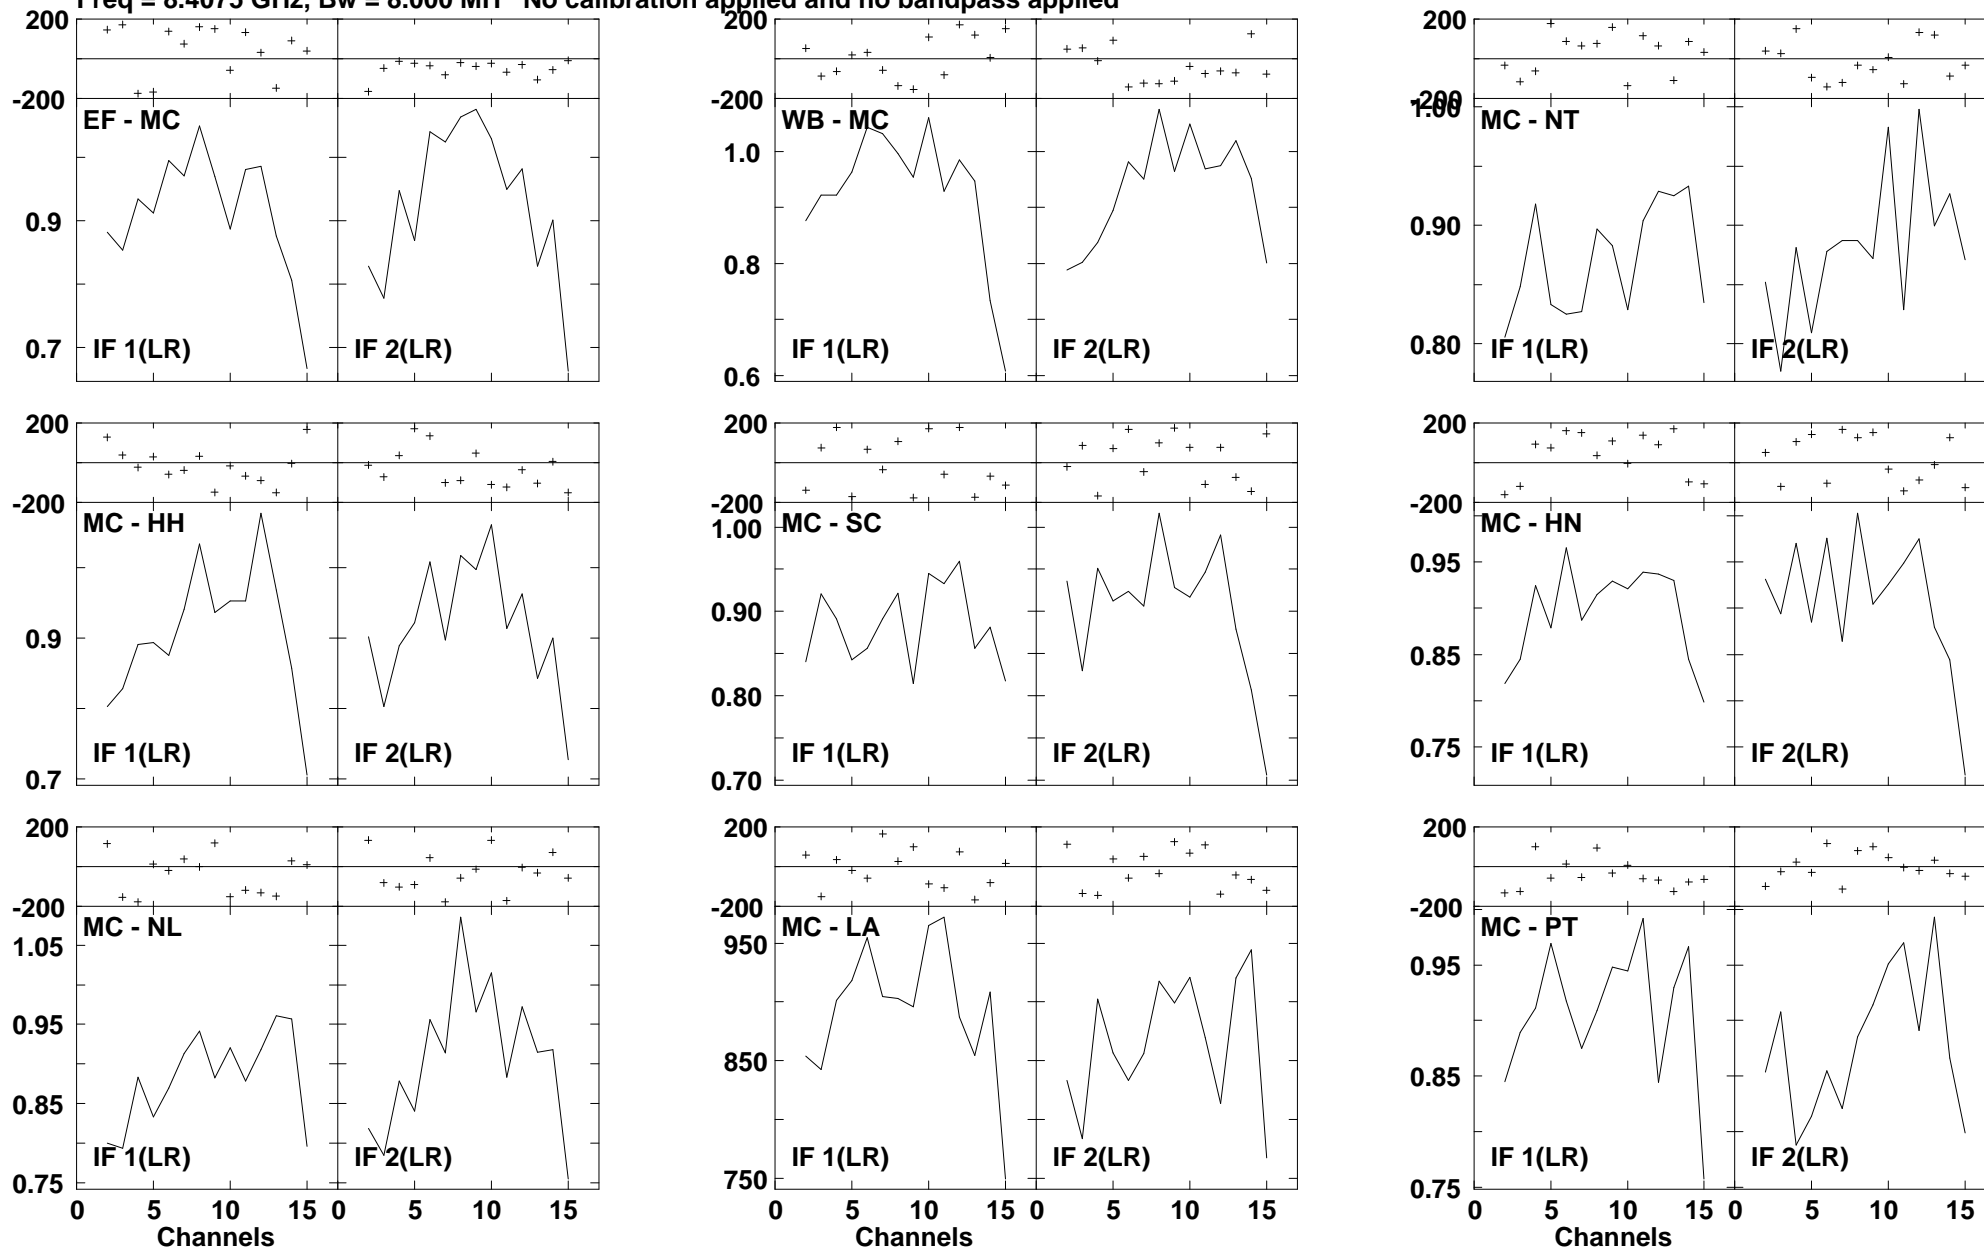 Freq = 8.4075 GHz, Bw = 8.000 MH No calibration applied and no bandpass applied
200
-200
EF - MC
0.9
0.7
IF 1(LR)
IF 2(LR)
WB - MC
1.0
0.8
0.6
IF 1(LR)
IF 2(LR)
200
-200
1.00
MC - NT
0.90
0.80
IF 1(LR)
IF 2(LR)
200
-200
MC - HH
0.9
0.7
IF 1(LR)
IF 2(LR)
200
-200
200
-200
1.00
MC - SC
0.90
0.80
0.70
IF 1(LR)
IF 2(LR)
200
-200
MC - HN
0.95
0.85
0.75
IF 1(LR)
IF 2(LR)
200
-200
MC - NL
1.05
0.95
0.85
0.75
IF 1(LR)
IF 2(LR)
0 5 10 15 0 5 10 15
Channels
200
-200
MC - LA
950
850
750
IF 1(LR)
IF 2(LR)
0 5 10 15 0 5 10 15
Channels
200
-200
MC - PT
0.95
0.85
0.75
IF 1(LR)
IF 2(LR)
0 5 10 15 0 5 10 15
Channels